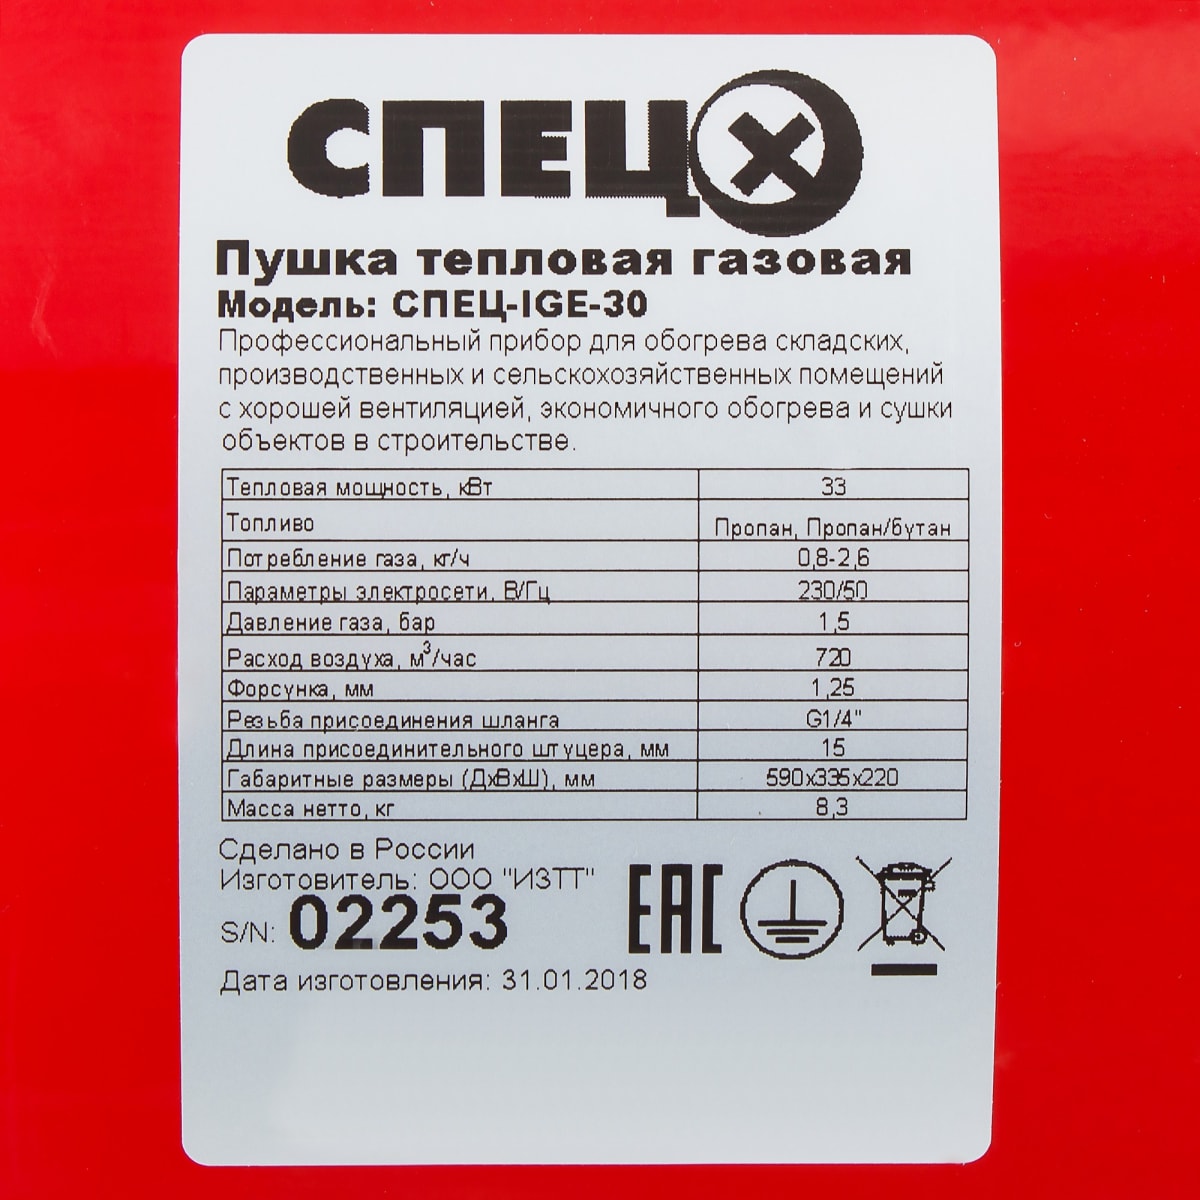 СПЕЦ
Пушка тепловая газовая
Модель: СПЕЦ-IGE-30
Профессиональный прибор для обогрева складских,
производственных и сельскохозяйственных помещений
с хорошей вентиляцией, экономичного обогрева и сушки
объектов в строительстве.
Тепловая мощность, кВт 33
Топливо Пропан, Пропан/бутан
Потребление газа, кг/ч 0,8-2,6
Параметры электросети, В/Гц 230/50
Давление газа, бар 1,5
Расход воздуха, м³/час 720
Форсунка, мм 1,25
Резьба присоединения шланга G1/4"
Длина присоединительного штуцера, мм 15
Габаритные размеры (ДхВхШ), мм 590х335х220
Масса нетто, кг 8,3
Сделано в России
Изготовитель: ООО "ИЗТТ"
S/N: 02253
EAC
Дата изготовления: 31.01.2018